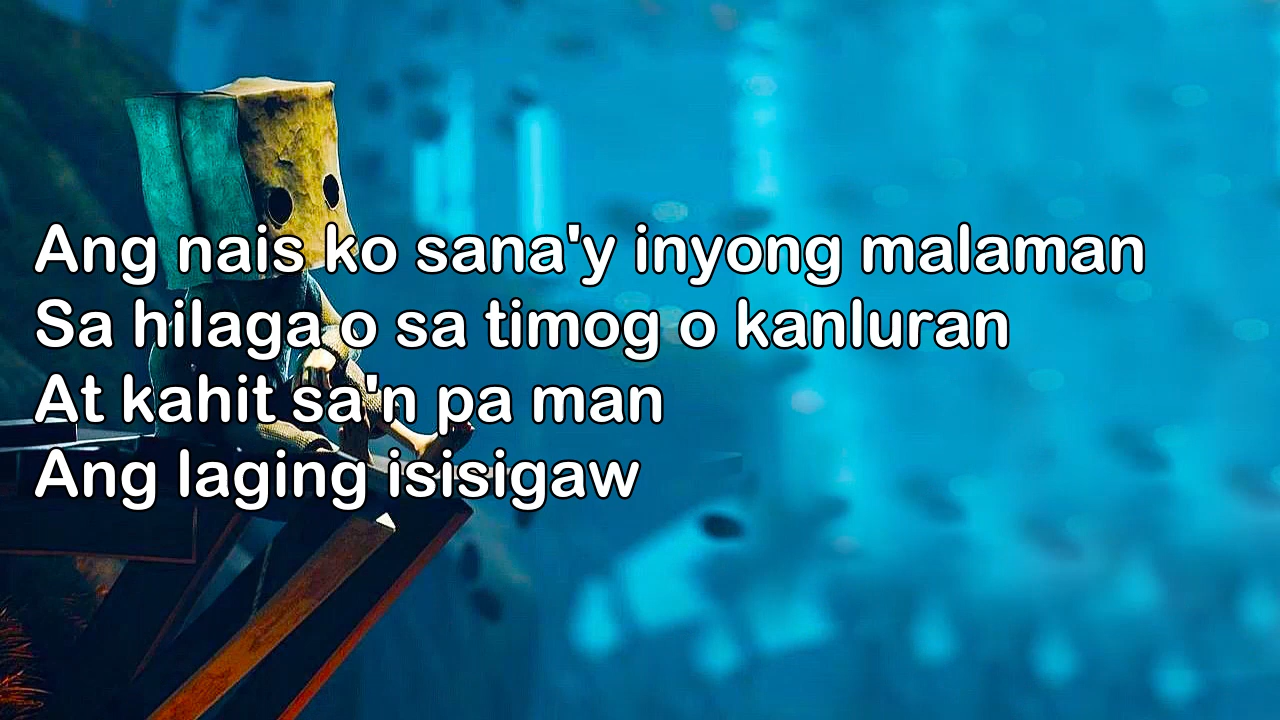 Ang nais ko sana'y inyong malaman
Sa hilaga o sa timog o kanluran
At kahit sa'n pa man
Ang laging isisigaw